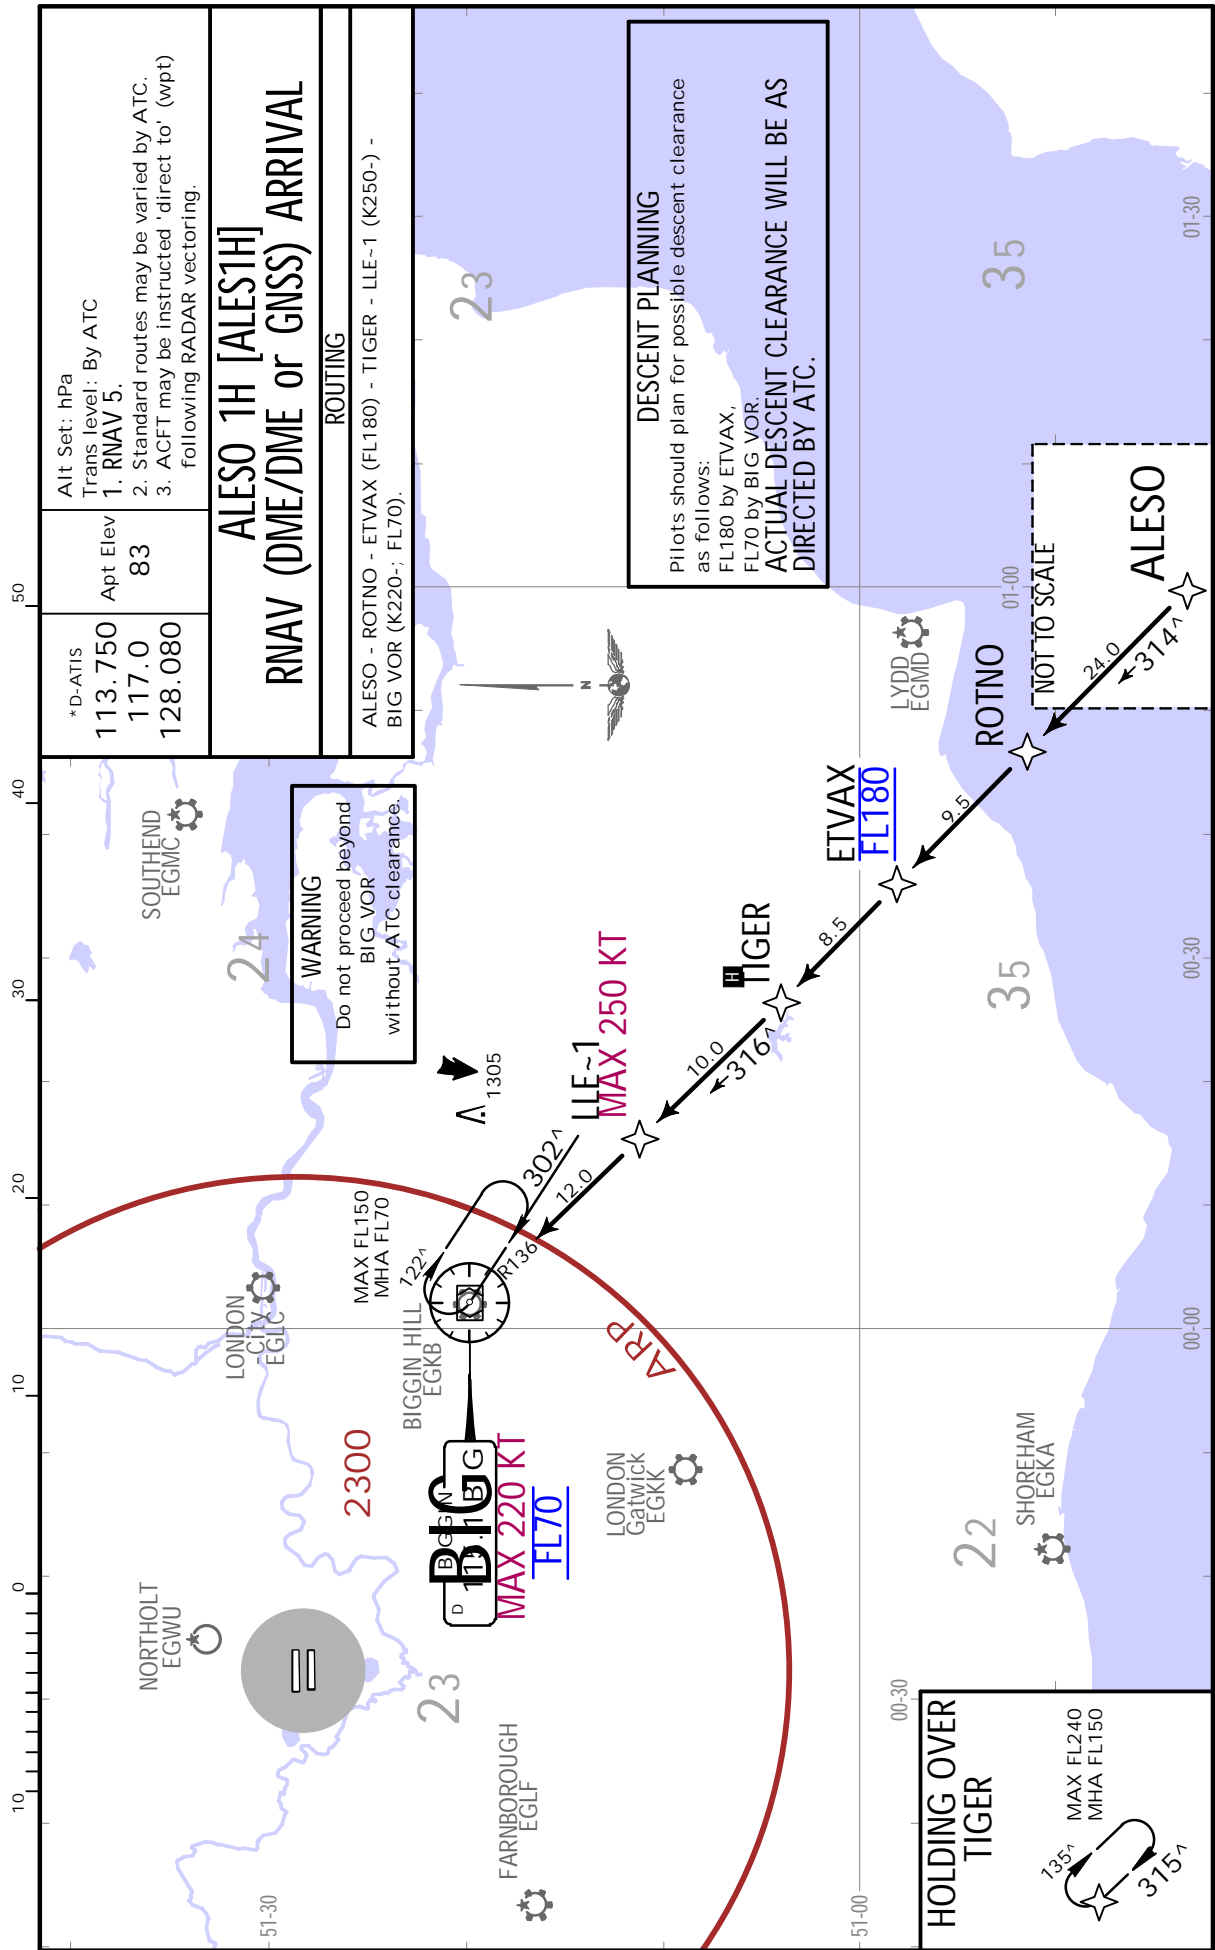 *D-ATIS
113.750
117.0
128.080
Apt Elev
83
Alt Set: hPa
Trans level: By ATC
1. RNAV 5.
2. Standard routes may be varied by ATC.
3. ACFT may be instructed 'direct to' (wpt)
following RADAR vectoring.
ALESO 1H [ALES1H]
RNAV (DME/DME or GNSS) ARRIVAL
ROUTING
ALESO - ROTNO - ETVAX (FL180) - TIGER - LLE~1 (K250-) -
BIG VOR (K220-; FL70).
10
0
10
20
30
40
50
WARNING
Do not proceed beyond
BIG VOR
without ATC clearance.
DESCENT PLANNING
Pilots should plan for possible descent clearance
as follows:
FL180 by ETVAX,
FL70 by BIG VOR.
ACTUAL DESCENT CLEARANCE WILL BE AS
DIRECTED BY ATC.
NORTHOLT
EGWU
LONDON
-City
EGLC
SOUTHEND
EGMC
24
23
51-30
2300
MAX FL150
MHA FL70
122^
302^
R136
BIGGIN HILL
EGKB
1305
N
23
D
BIGGIN
115.1 BIG
BIG
MAX 220 KT
FL70
FARNBOROUGH
EGLF
LONDON
Gatwick
EGKK
ARP
12.0
LLE~1
MAX 250 KT
10.0
316^
H
TIGER
8.5
ETVAX
FL180
9.5
ROTNO
LYDD
EGMD
NOT TO SCALE
24.0
314^
ALESO
51-00
00-30
22
SHOREHAM
EGKA
35
35
01-00
00-00
00-30
01-30
HOLDING OVER
TIGER
135^
315^
MAX FL240
MHA FL150